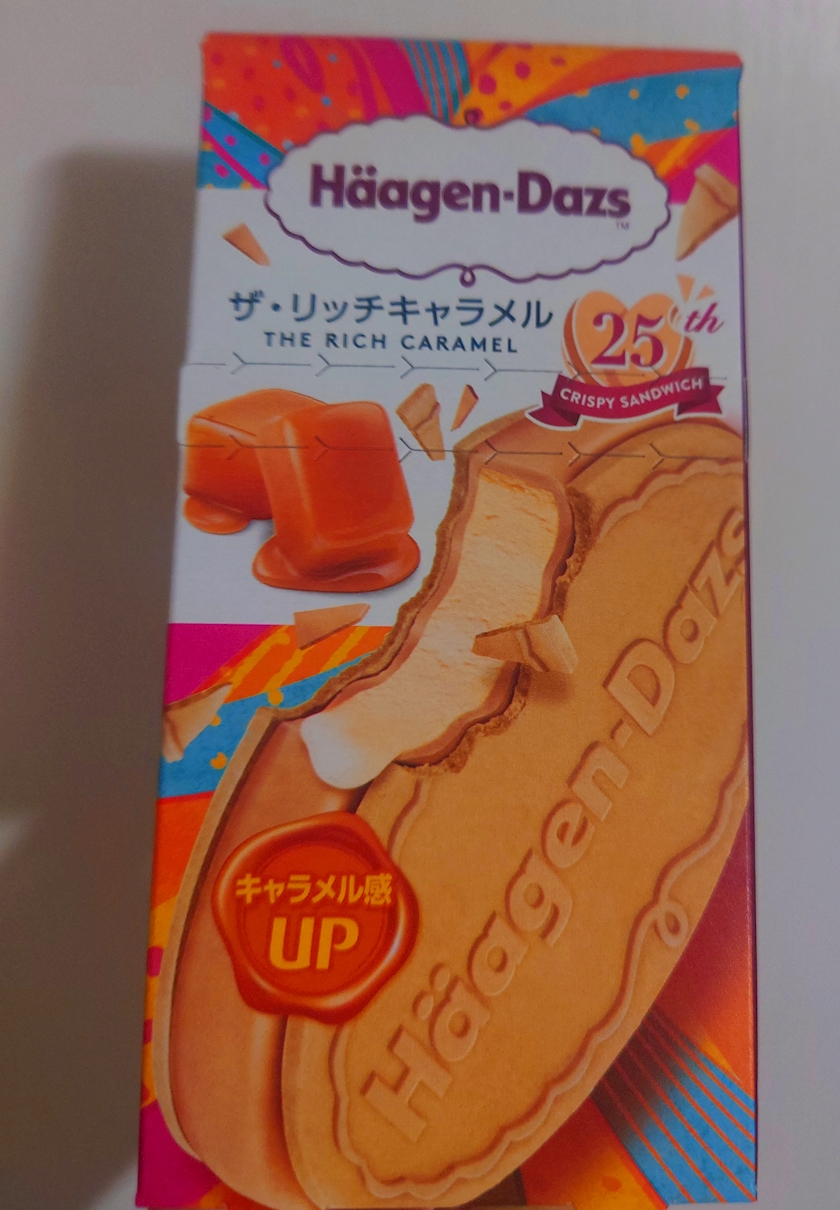 Häagen-Dazs
TM
ザ・リッチキャラメル
THE RICH CARAMEL
25th
CRISPY SANDWICH
Häagen-Dazs
キャラメル感
UP